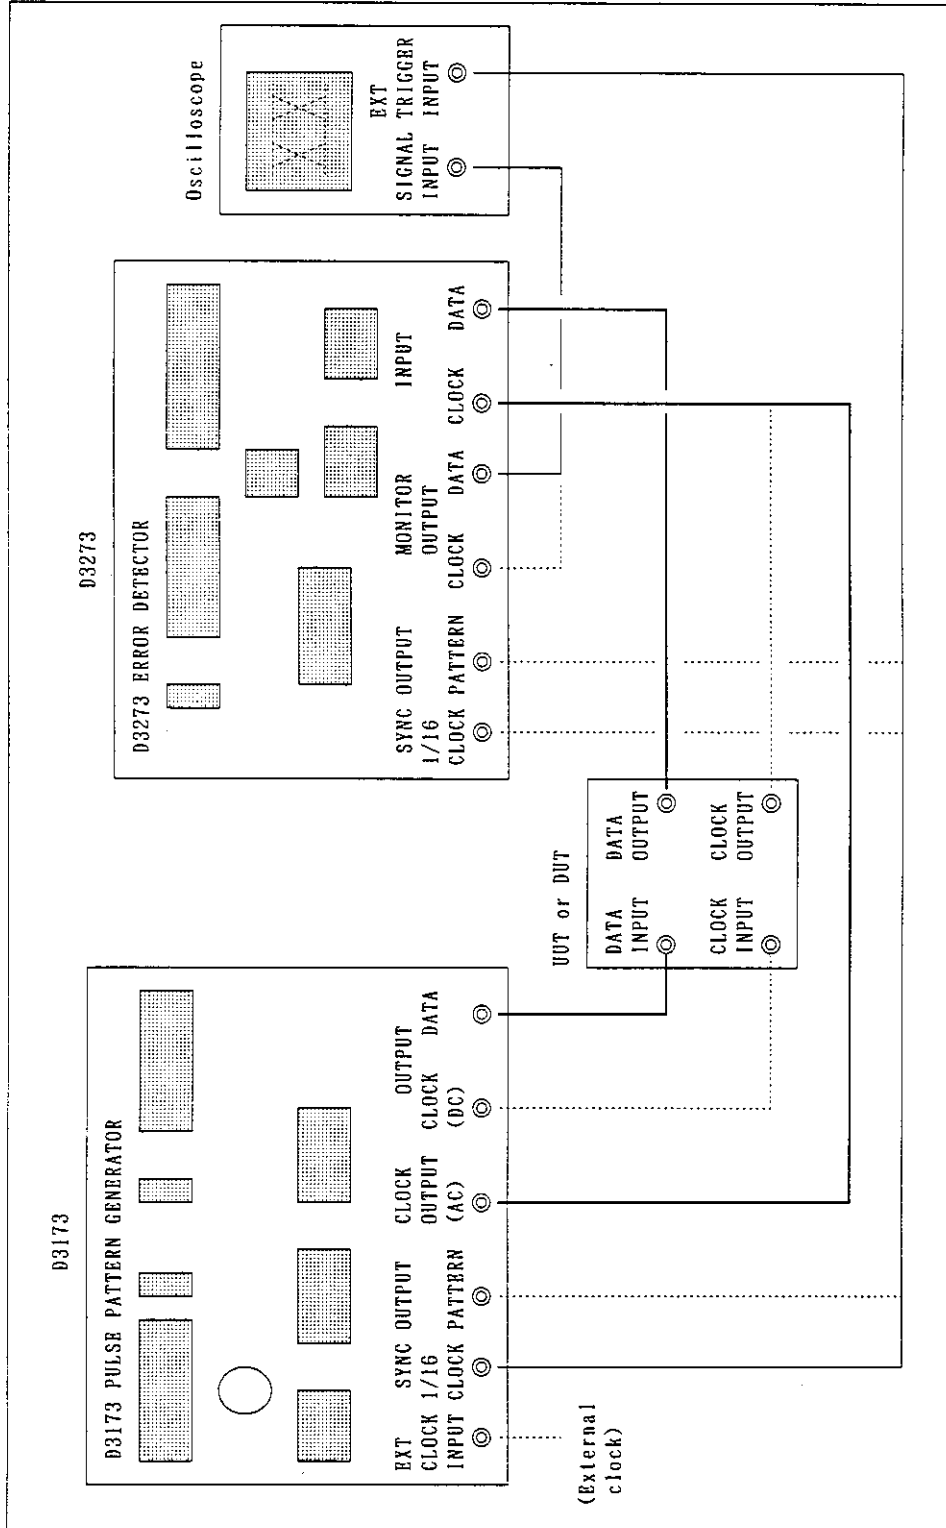 D3173
D3173 PULSE PATTERN GENERATOR
EXT
CLOCK
INPUT
SYNC OUTPUT
1/16
CLOCK PATTERN
CLOCK
OUTPUT
(AC)
OUTPUT
CLOCK DATA
(DC)
(External
clock)
UUT or DUT
DATA
INPUT
DATA
OUTPUT
CLOCK
INPUT
CLOCK
OUTPUT
D3273
D3273 ERROR DETECTOR
SYNC OUTPUT
1/16
CLOCK PATTERN
MONITOR
OUTPUT
CLOCK DATA
INPUT
CLOCK DATA
Oscilloscope
SIGNAL
INPUT
EXT
TRIGGER
INPUT